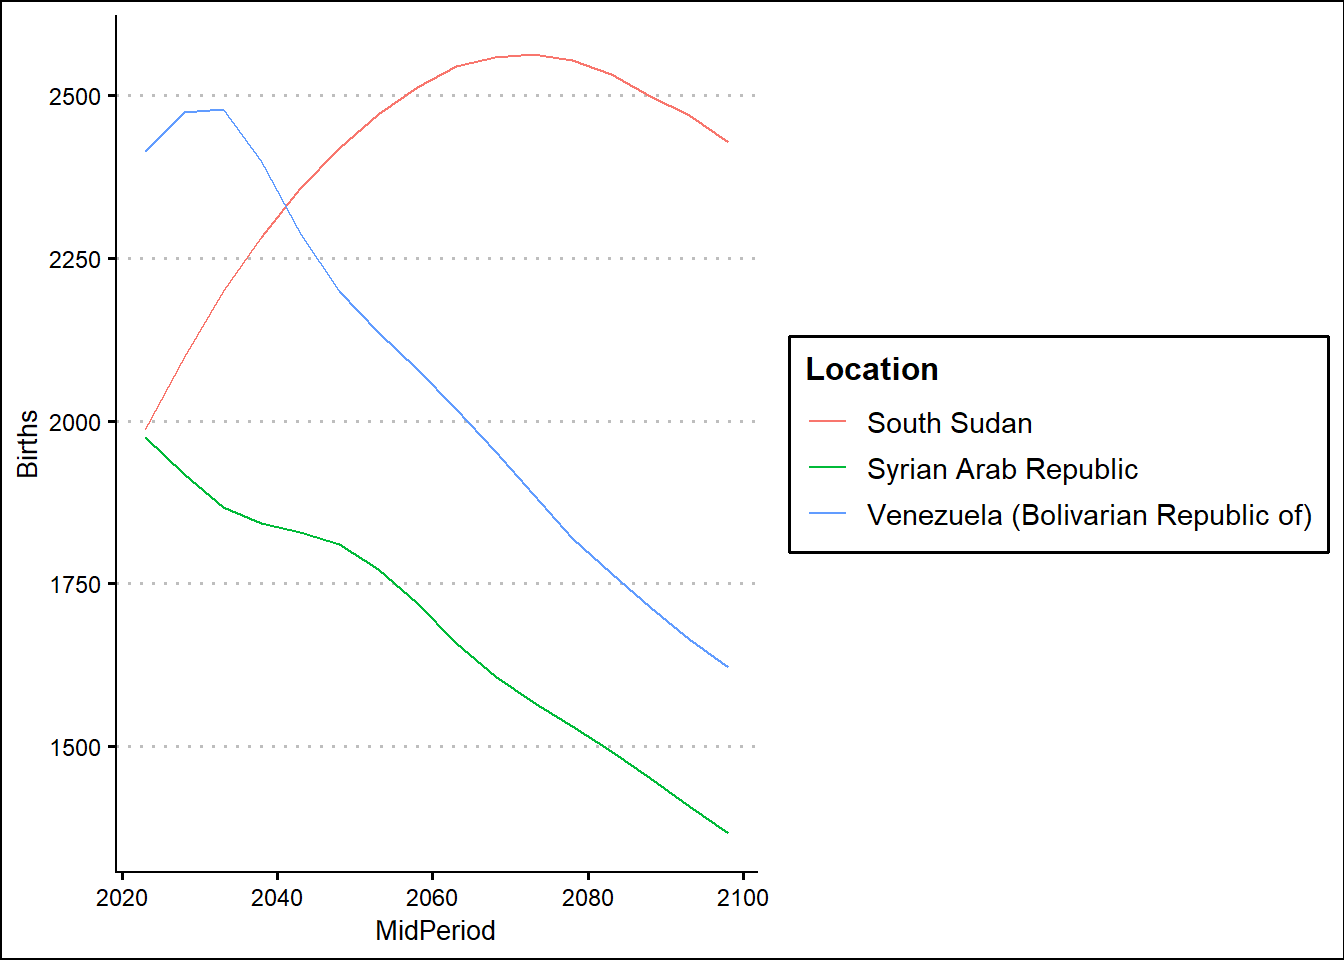 2500
2250
2000
1750
1500
Births
2020 2040 2060 2080 2100
MidPeriod
Location
South Sudan
Syrian Arab Republic
Venezuela (Bolivarian Republic of)